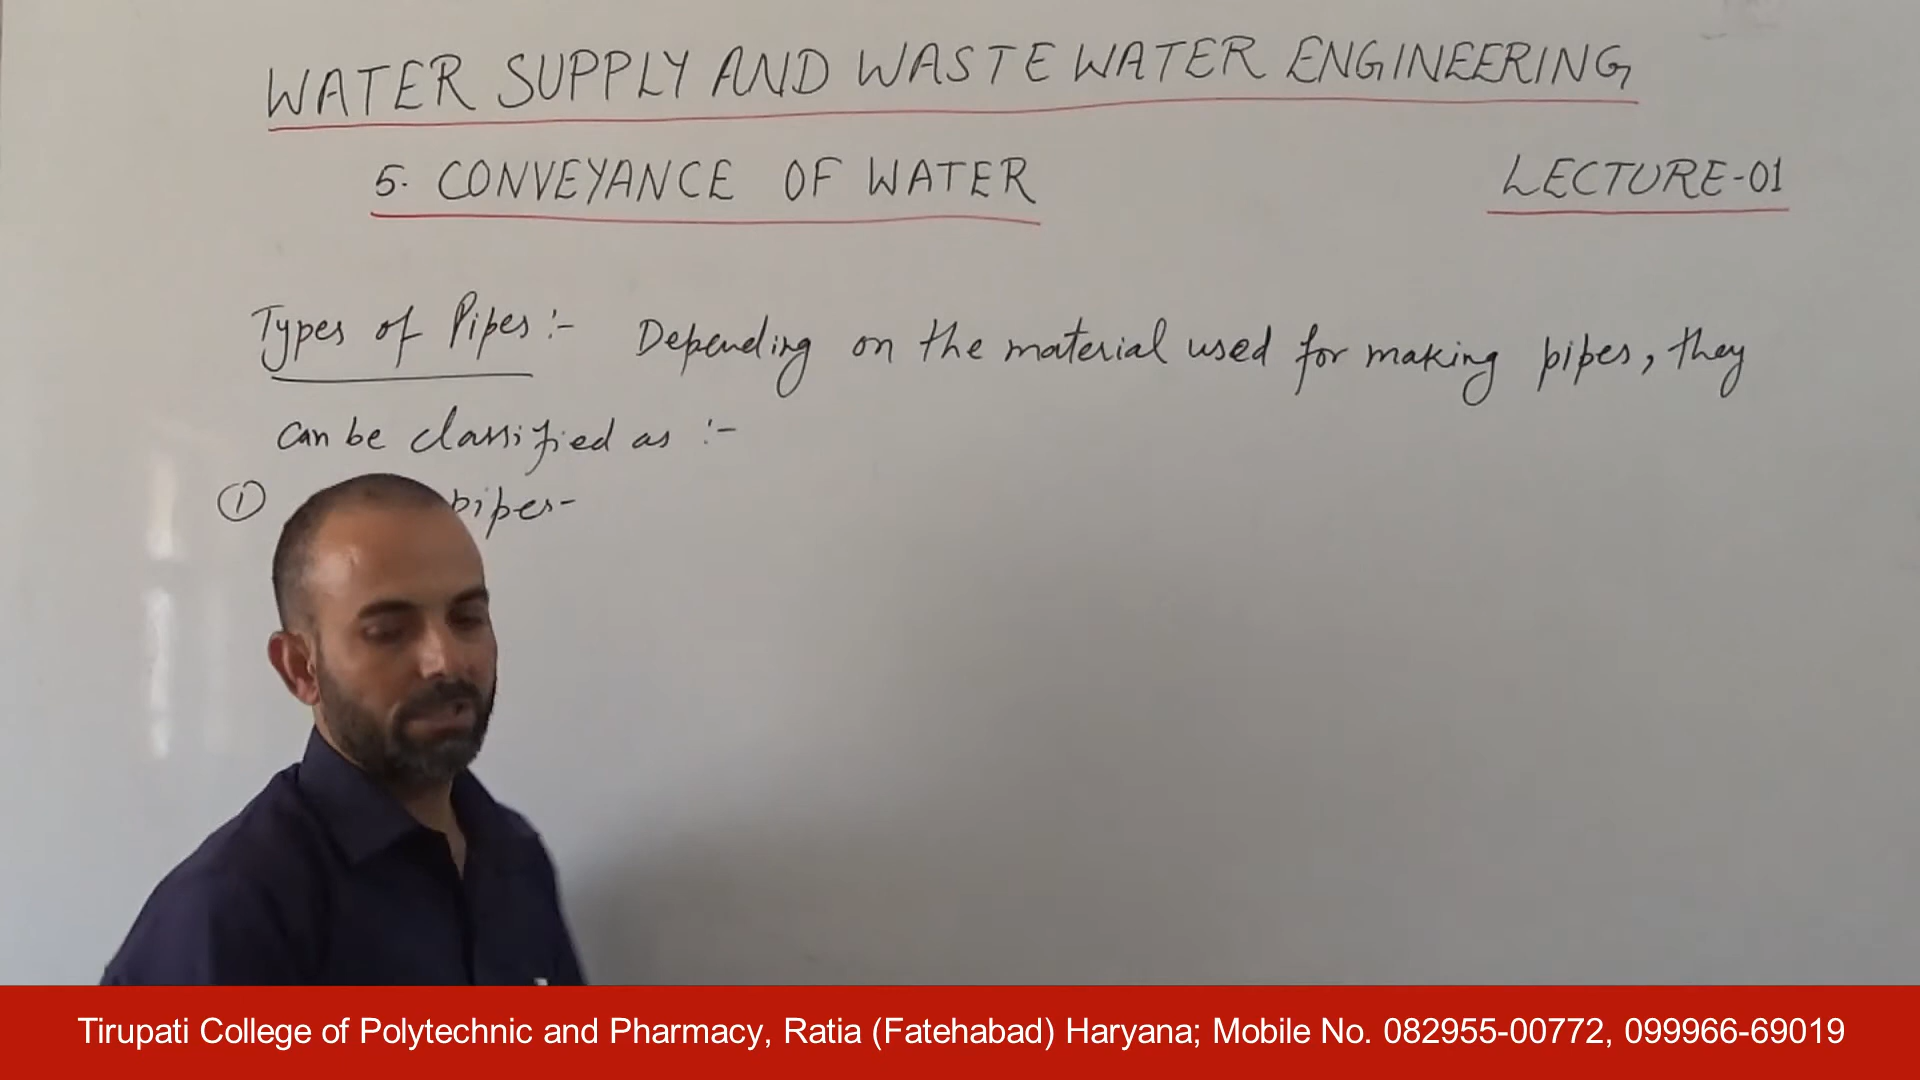 WATER SUPPLY AND WASTE WATER ENGINEERING
5. CONVEYANCE OF WATER
LECTURE-01
Types of Pipes :- Depending on the material used for making pipes, they
can be classified as :-
① pipes-
Tirupati College of Polytechnic and Pharmacy, Ratia (Fatehabad) Haryana; Mobile No. 082955-00772, 099966-69019